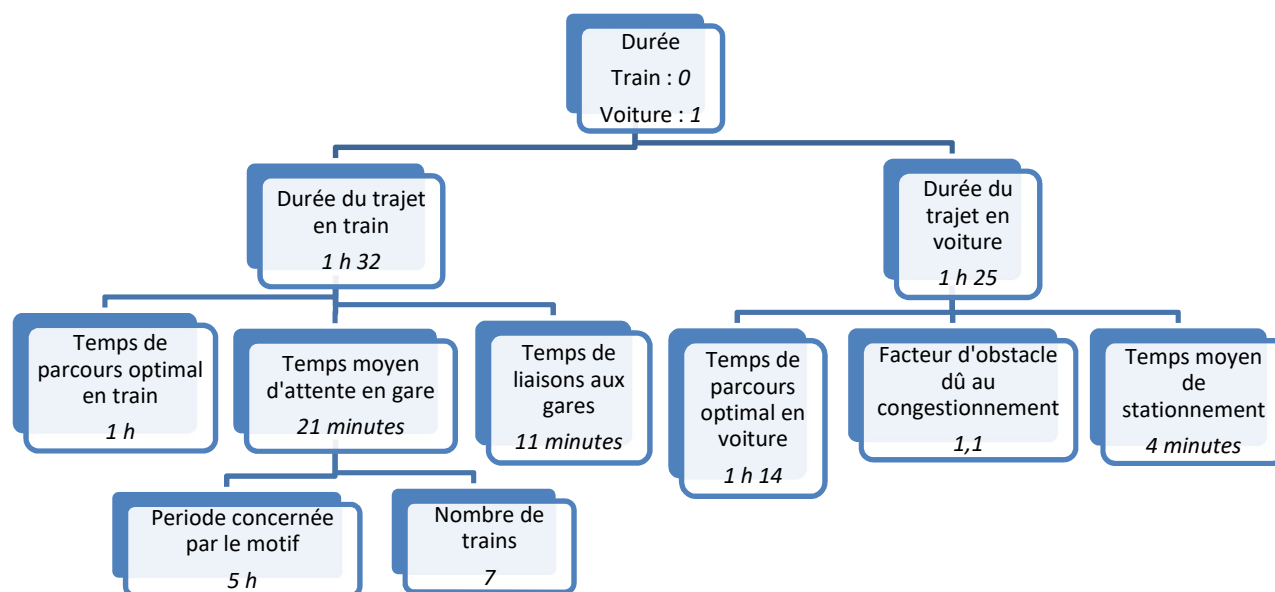 Durée
Train : 0
Voiture : 1
Durée du trajet
en train
1 h 32
Durée du
trajet en
voiture
1 h 25
Temps de
parcours optimal
en train
1 h
Temps moyen
d'attente en gare
21 minutes
Temps de
liaisons aux
gares
11 minutes
Temps de
parcours
optimal en
voiture
1 h 14
Facteur d'obstacle
dû au
congestionnement
1,1
Temps moyen
de
stationnement
4 minutes
Periode concernée
par le motif
5 h
Nombre de
trains
7